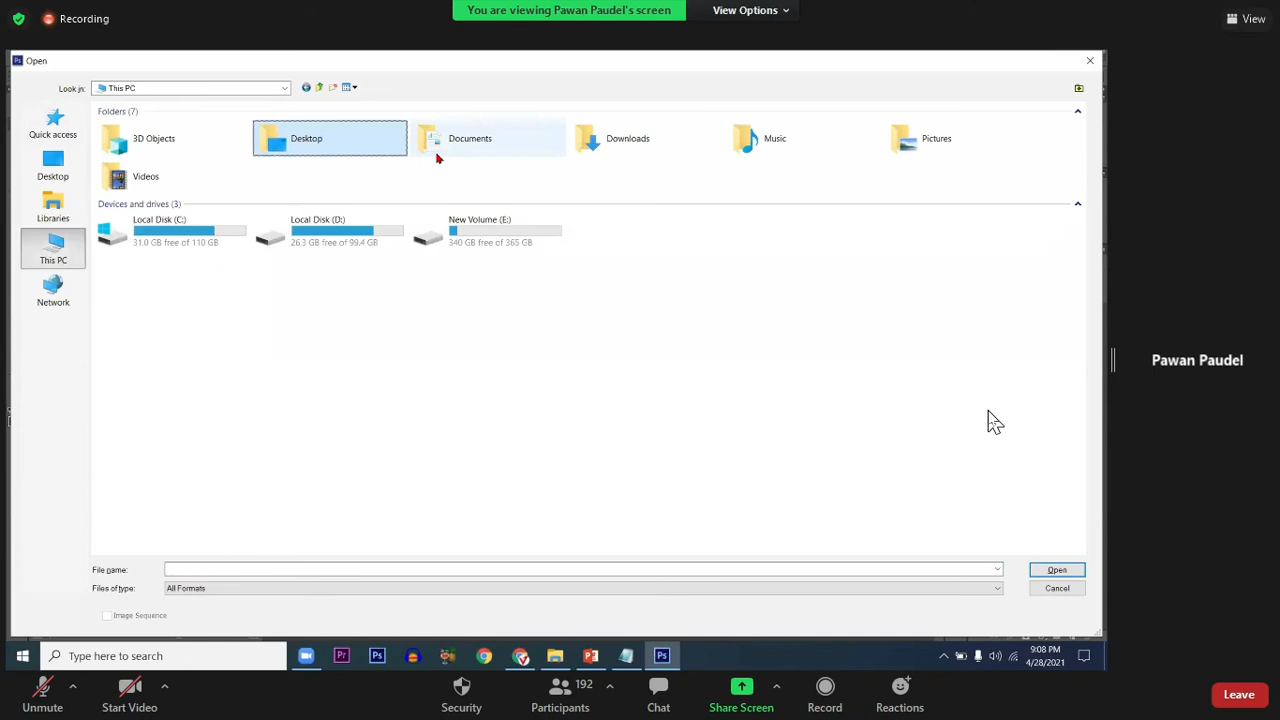 Recording
You are viewing Pawan Paudel's screen
View Options
View
Ps Open
Look in: This PC
Folders (7)
3D Objects
Desktop
Documents
Downloads
Music
Pictures
Videos
Quick access
Desktop
Libraries
This PC
Network
Devices and drives (3)
Local Disk (C:)
31.0 GB free of 110 GB
Local Disk (D:)
26.3 GB free of 99.4 GB
New Volume (E:)
340 GB free of 365 GB
Pawan Paudel
File name:
Open
Files of type: All Formats
Cancel
Image Sequence
Type here to search
Pr
Ps
Ps
9:08 PM
4/28/2021
Unmute
Start Video
Security
192
Participants
Chat
Share Screen
Record
Reactions
Leave